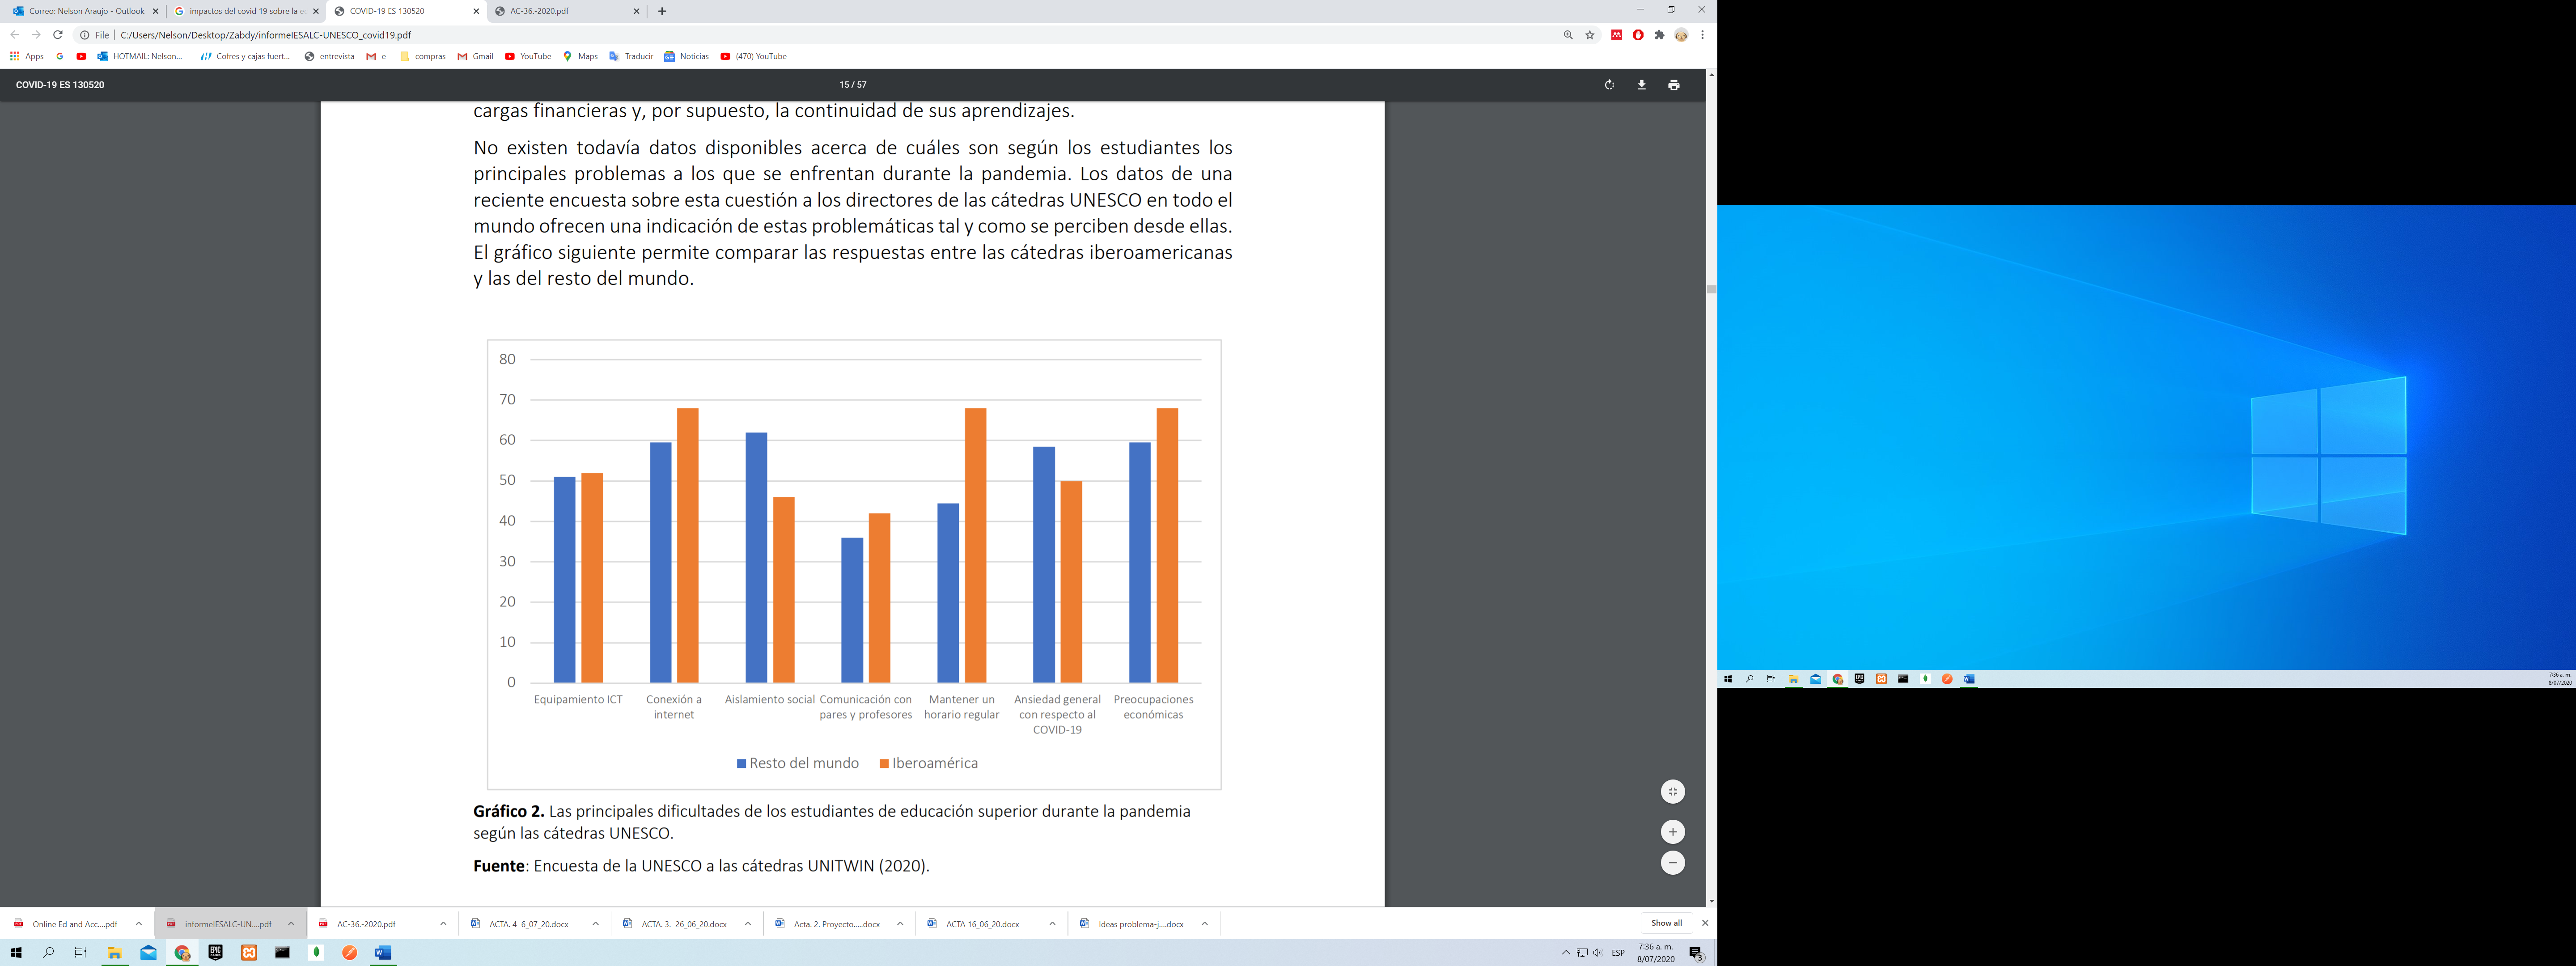 Correo: Nelson Araujo - Outlook
impactos del covid 19 sobre la e
COVID-19 ES 130520
AC-36.-2020.pdf
File
C:/Users/Nelson/Desktop/Zabdy/informeIESALC-UNESCO_covid19.pdf
Apps
HOTMAIL: Nelson...
Cofres y cajas fuert...
entrevista
e
compras
Gmail
YouTube
Maps
Traducir
Noticias
(470) YouTube
COVID-19 ES 130520
15 / 57
cargas financieras y, por supuesto, la continuidad de sus aprendizajes.
No existen todavía datos disponibles acerca de cuáles son según los estudiantes los
principales problemas a los que se enfrentan durante la pandemia. Los datos de una
reciente encuesta sobre esta cuestión a los directores de las cátedras UNESCO en todo el
mundo ofrecen una indicación de estas problemáticas tal y como se perciben desde ellas.
El gráfico siguiente permite comparar las respuestas entre las cátedras iberoamericanas
y las del resto del mundo.
80
70
60
50
40
30
20
10
0
Equipamiento ICT
Conexión a
internet
Aislamiento social
Comunicación con
pares y profesores
Mantener un
horario regular
Ansiedad general
con respecto al
COVID-19
Preocupaciones
económicas
Resto del mundo
Iberoamérica
Gráfico 2. Las principales dificultades de los estudiantes de educación superior durante la pandemia
según las cátedras UNESCO.
Fuente: Encuesta de la UNESCO a las cátedras UNITWIN (2020).
Online Ed and Acc....pdf
informeIESALC-UN....pdf
AC-36.-2020.pdf
ACTA. 4 6_07_20.docx
ACTA. 3. 26_06_20.docx
Acta. 2. Proyecto.....docx
ACTA 16_06_20.docx
Ideas problema-j....docx
Show all
EPIC
ESP
7:36 a. m.
8/07/2020
3
7:36 a. m.
8/07/2020